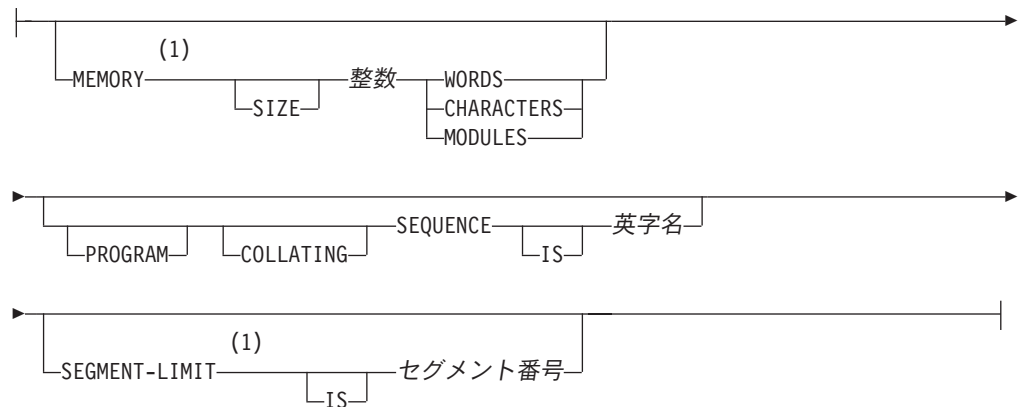 (1)
MEMORY 整数 WORDS
SIZE CHARACTERS
MODULES
SEQUENCE 英字名
PROGRAM COLLATING IS
(1)
SEGMENT-LIMIT セグメント番号
IS